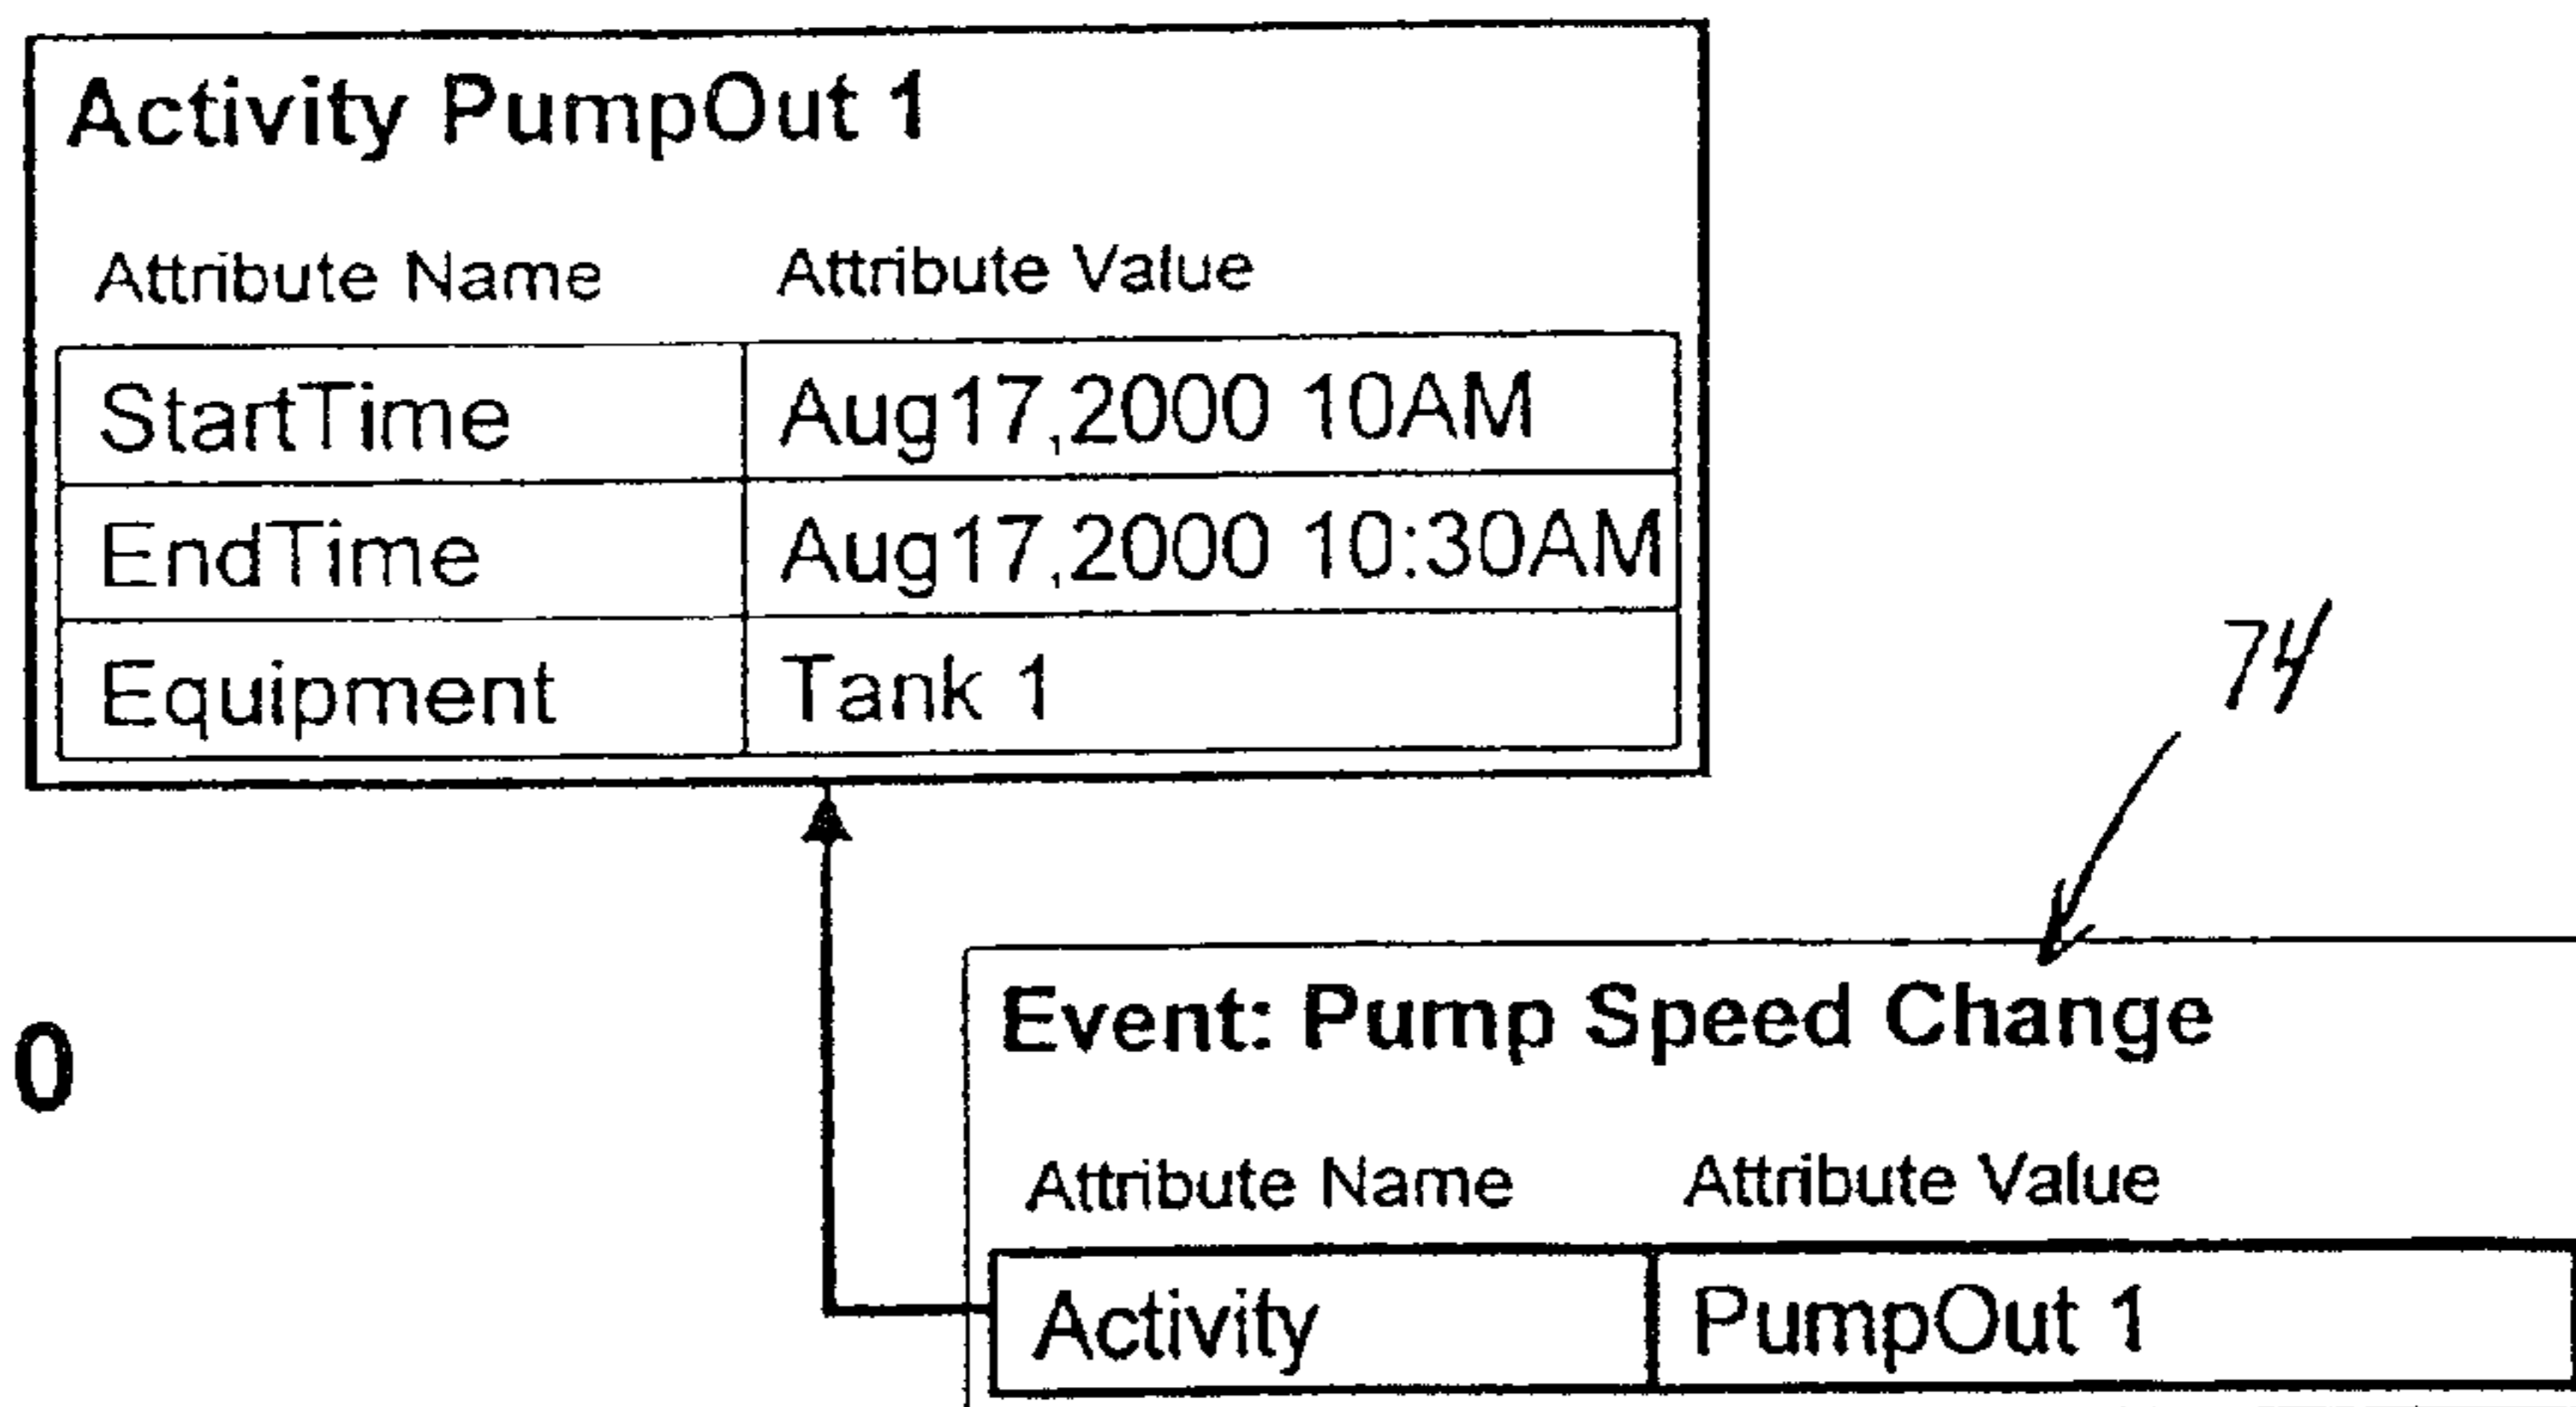 Activity PumpOut 1
Attribute Name Attribute Value
StartTime Aug17,2000 10AM
EndTime Aug17,2000 10:30AM
Equipment Tank 1
74
0
Event: Pump Speed Change
Attribute Name Attribute Value
Activity PumpOut 1